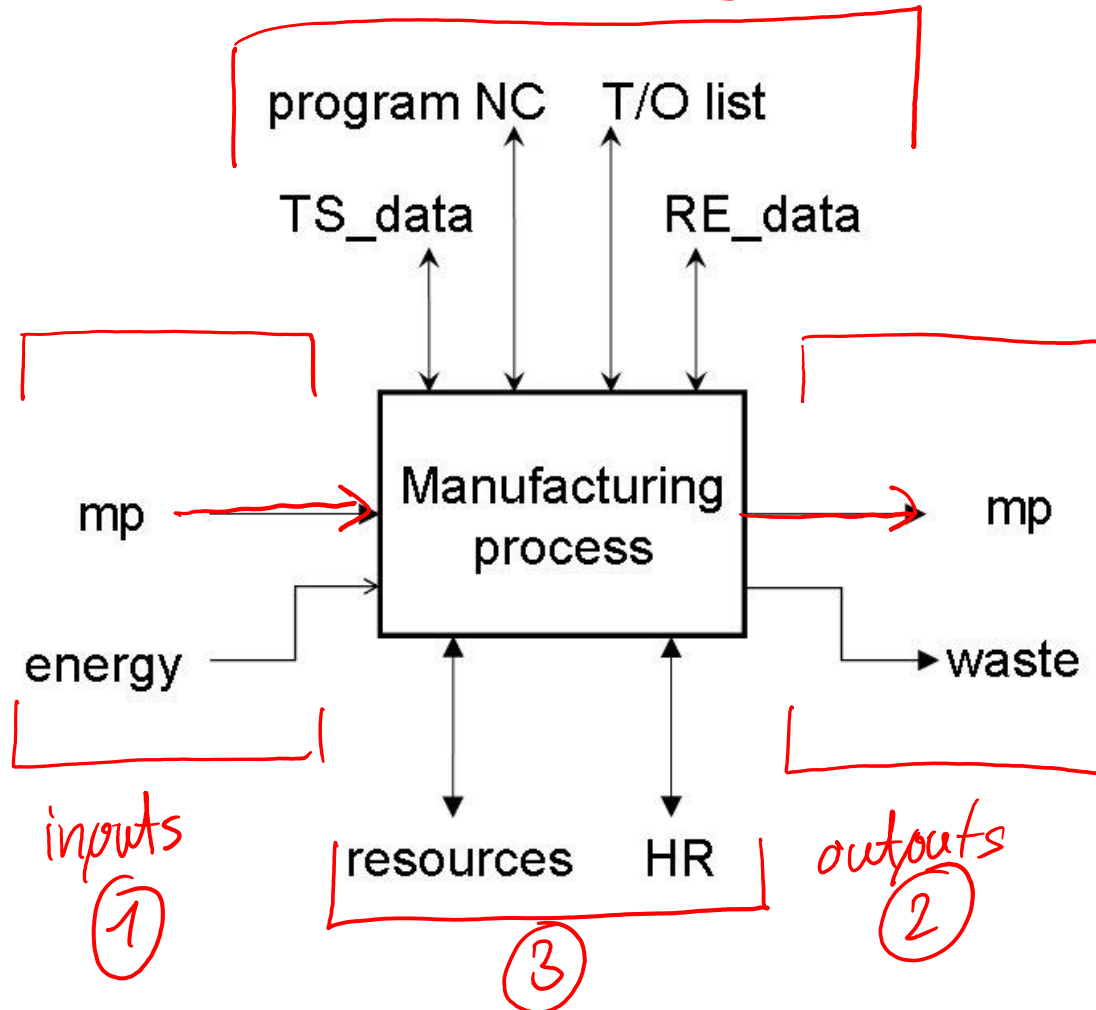 program NC T/O list
TS_data RE_data
mp Manufacturing process mp
energy waste
inputs resources HR outputs
1 3 2